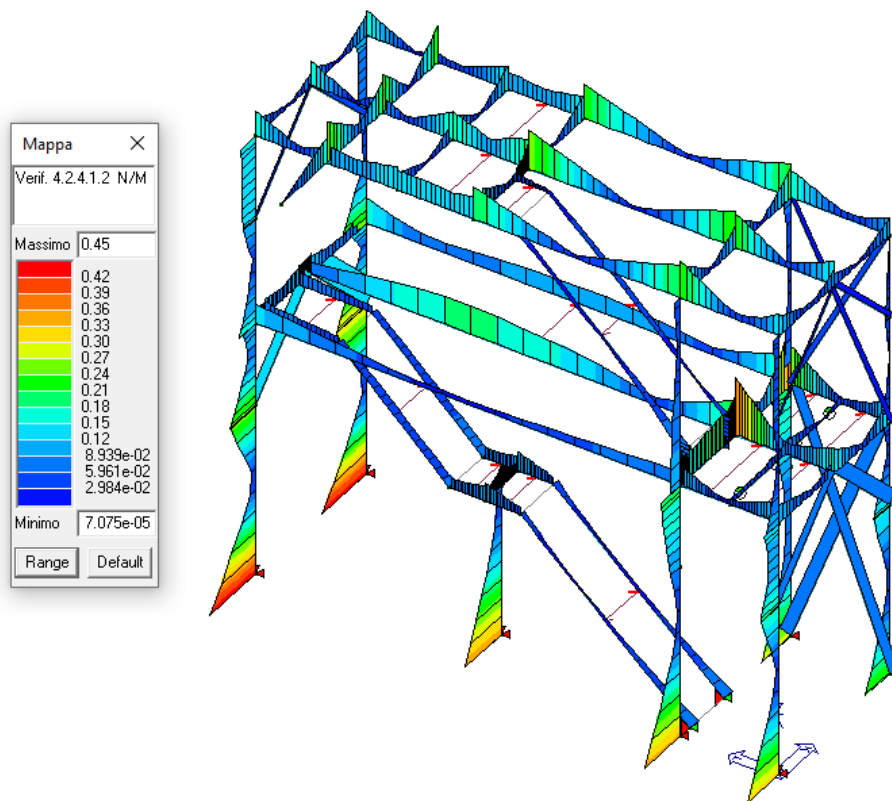 Mappa
Verif. 4.2.4.1.2 N/M
Massimo 0.45
0.42
0.39
0.36
0.33
0.30
0.27
0.24
0.21
0.18
0.15
0.12
8.939e-02
5.961e-02
2.984e-02
Minimo 7.075e-05
Range Default